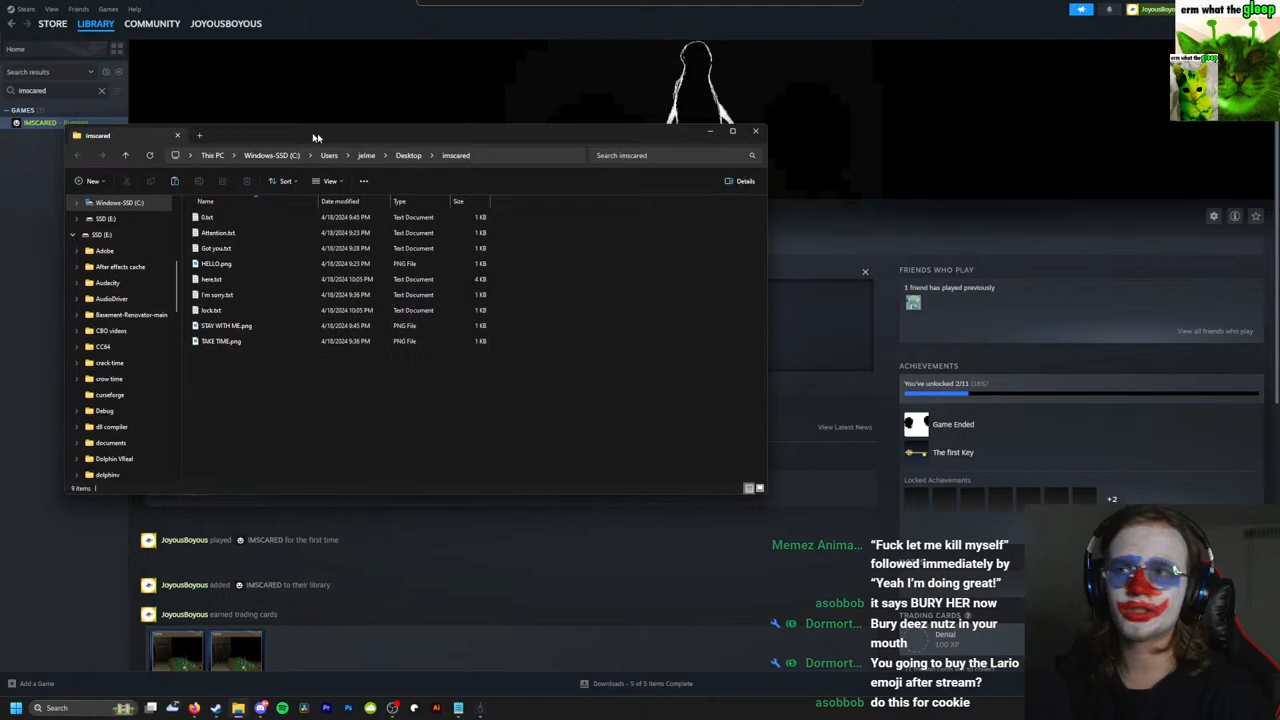 Steam View Friends Games Help
JoyousBoyous
erm what the gleep
STORE LIBRARY COMMUNITY JOYOUSBOYOUS
Home
Search results
erm what the gleep
imscared
GAMES
IMSCARED - Running
imscared
This PC > Windows-SSD (C:) > Users > jelme > Desktop > imscared
Search imscared
New Sort View Details
Name Date modified Type Size
Windows-SSD (C:)
SSD (E:)
SSD (E:)
Adobe
After effects cache
Audacity
AudioDriver
Basement-Renovator-main
CBO videos
CC64
crack time
crow time
curseforge
Debug
dll compiler
documents
Dolphin VReal
dolphinv
0.txt 4/18/2024 9:45 PM Text Document 1 KB
Attention.txt 4/18/2024 9:23 PM Text Document 1 KB
Got you.txt 4/18/2024 9:28 PM Text Document 1 KB
HELLO.png 4/18/2024 9:23 PM PNG File 1 KB
here.txt 4/18/2024 10:05 PM Text Document 4 KB
I'm sorry.txt 4/18/2024 9:36 PM Text Document 1 KB
lock.txt 4/18/2024 10:05 PM Text Document 1 KB
STAY WITH ME.png 4/18/2024 9:45 PM PNG File 1 KB
TAKE TIME.png 4/18/2024 9:36 PM PNG File 1 KB
9 items
FRIENDS WHO PLAY
1 friend has played previously
View all friends who play
ACHIEVEMENTS
You've unlocked 2/11 (18%)
Game Ended
The first Key
Locked Achievements
+2
View Latest News
JoyousBoyous played IMSCARED for the first time
JoyousBoyous added IMSCARED to their library
JoyousBoyous earned trading cards
TRADING CARDS
Denial
100 XP
Memez Anima... “Fuck let me kill myself”
followed immediately by
“Yeah I’m doing great!”
asobbob it says BURY HER now
Dormort... Bury deez nutz in your
mouth
Dormort... You going to buy the Lario
emoji after stream?
asobbob do this for cookie
Add a Game
Downloads - 5 of 5 Items Complete
Search